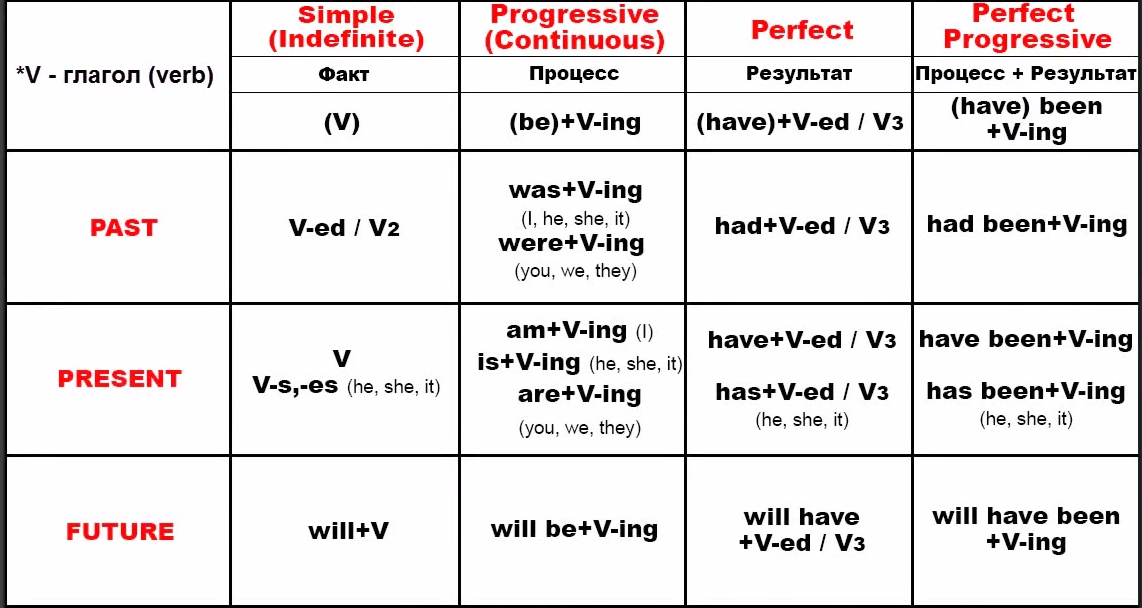 *V - глагол (verb)
Simple
(Indefinite)
Progressive
(Continuous)
Perfect
Perfect
Progressive
Факт
Процесс
Результат
Процесс + Результат
(V)
(be)+V-ing
(have)+V-ed / V3
(have) been
+V-ing
PAST
V-ed / V2
was+V-ing
(I, he, she, it)
were+V-ing
(you, we, they)
had+V-ed / V3
had been+V-ing
PRESENT
V
V-s,-es (he, she, it)
am+V-ing (I)
is+V-ing (he, she, it)
are+V-ing
(you, we, they)
have+V-ed / V3
has+V-ed / V3
(he, she, it)
have been+V-ing
has been+V-ing
(he, she, it)
FUTURE
will+V
will be+V-ing
will have
+V-ed / V3
will have been
+V-ing